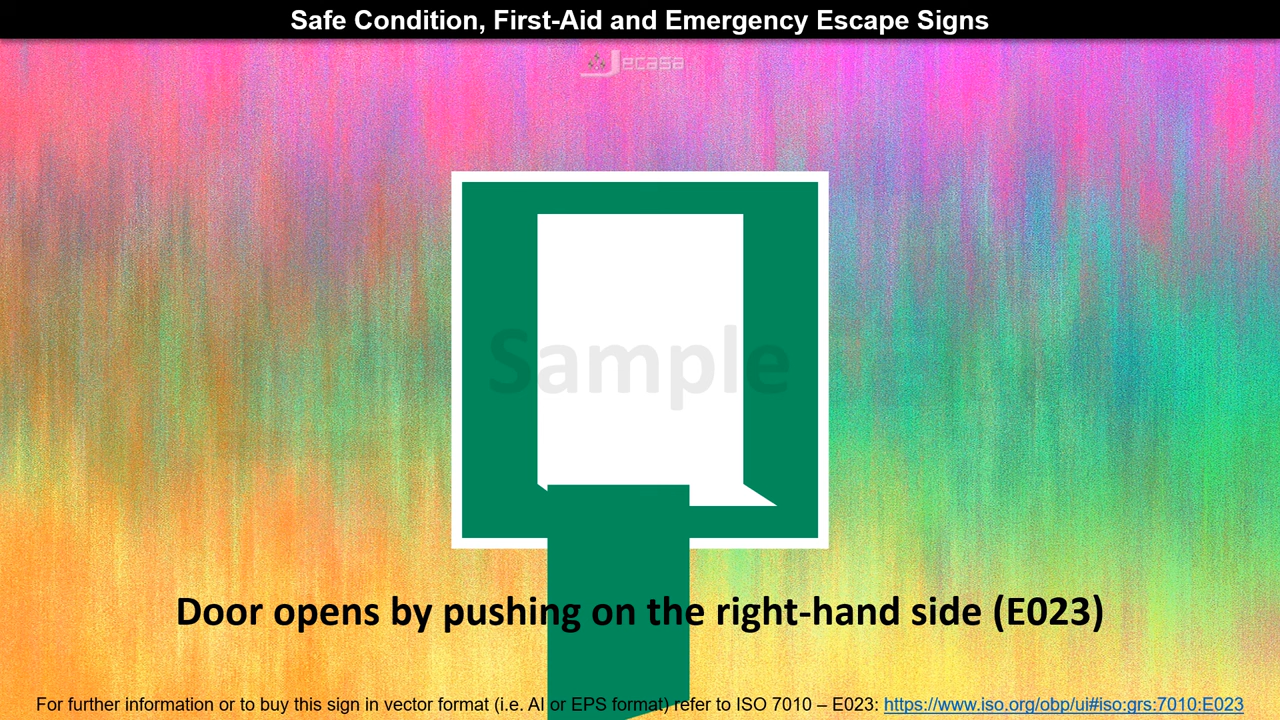 Safe Condition, First-Aid and Emergency Escape Signs
Jecasa
Sample
Door opens by pushing on the right-hand side (E023)
For further information or to buy this sign in vector format (i.e. AI or EPS format) refer to ISO 7010 – E023: https://www.iso.org/obp/ui#iso:grs:7010:E023